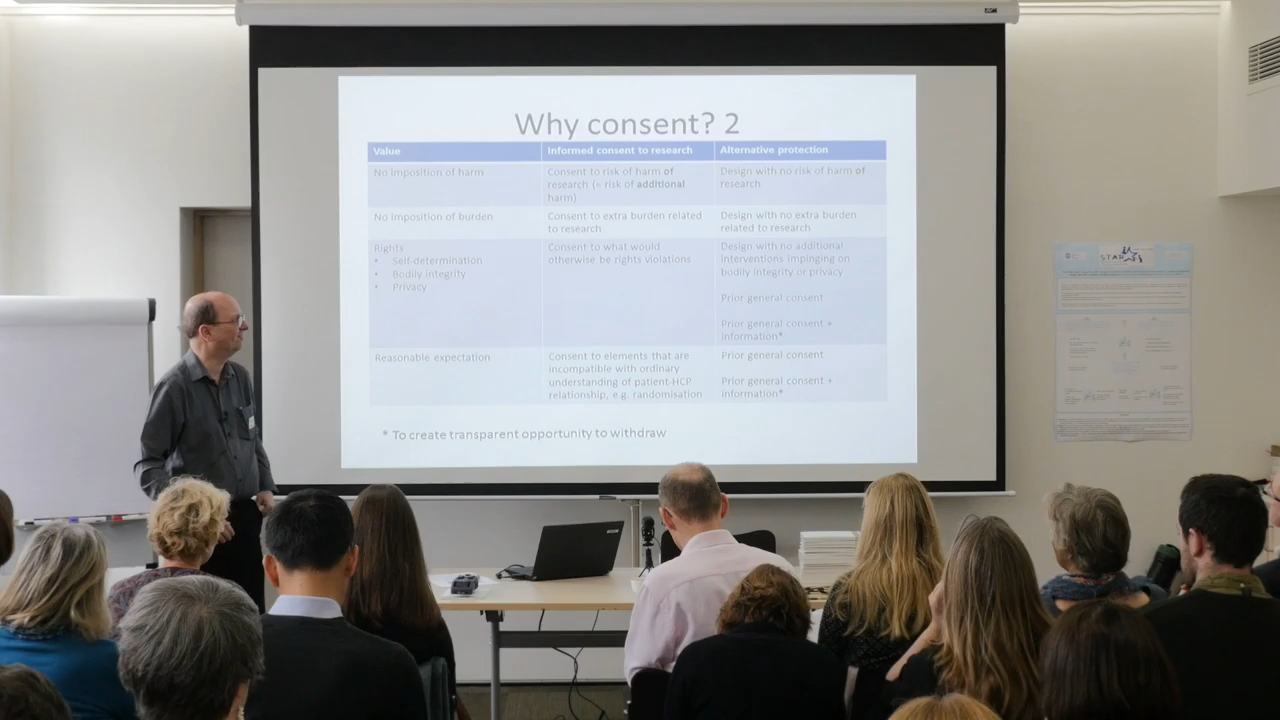 Why consent? 2
Value
Informed consent to research
Alternative protection
No imposition of harm
Consent to risk of harm of
research (= risk of additional
harm)
Design with no risk of harm of
research
No imposition of burden
Consent to extra burden related
to research
Design with no extra burden
related to research
Rights
• Self-determination
• Bodily integrity
• Privacy
Consent to what would
otherwise be rights violations
Design with no additional
interventions impinging on
bodily integrity or privacy
Prior general consent
Prior general consent +
information*
Reasonable expectation
Consent to elements that are
incompatible with ordinary
understanding of patient-HCP
relationship, e.g. randomisation
Prior general consent
Prior general consent +
information*
* To create transparent opportunity to withdraw
STAR